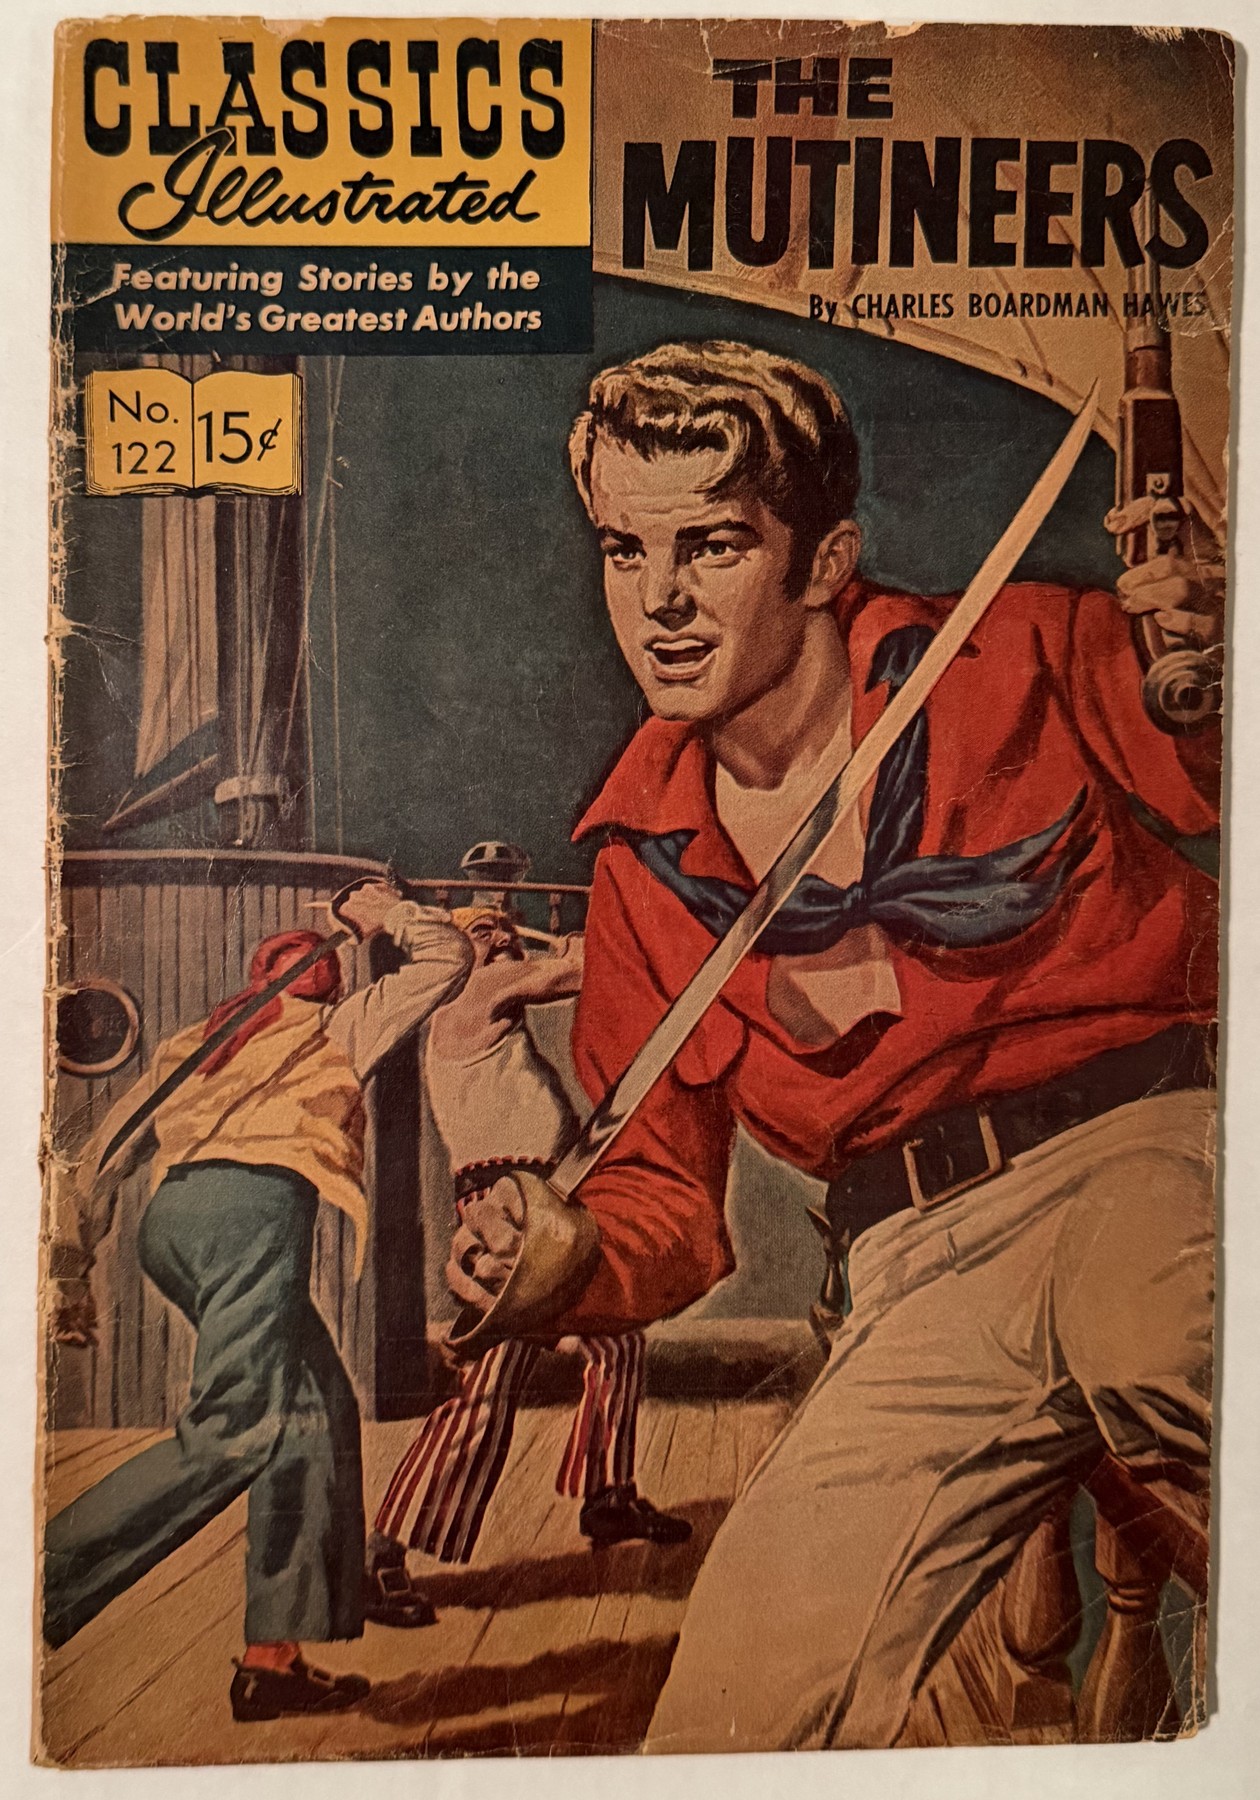 CLASSICS
Illustrated
Featuring Stories by the
World's Greatest Authors
No.
122
15¢
THE
MUTINEERS
By CHARLES BOARDMAN HAWES